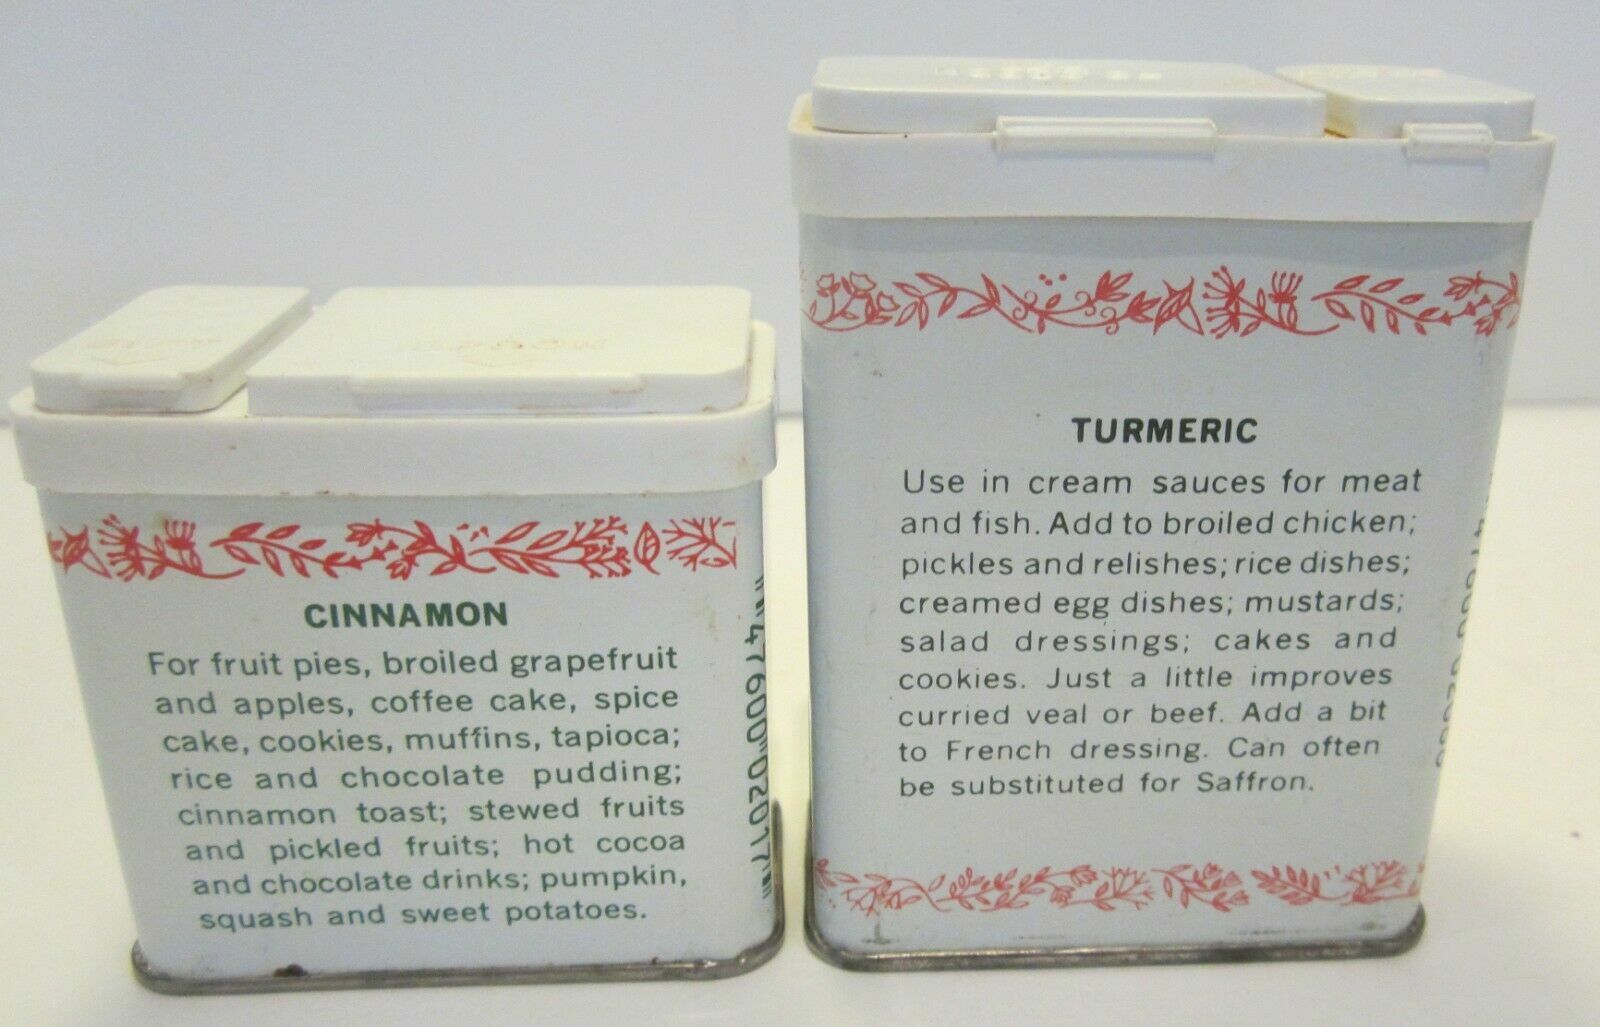 CINNAMON
For fruit pies, broiled grapefruit
and apples, coffee cake, spice
cake, cookies, muffins, tapioca;
rice and chocolate pudding;
cinnamon toast; stewed fruits
and pickled fruits; hot cocoa
and chocolate drinks; pumpkin,
squash and sweet potatoes.
47600"02017
TURMERIC
Use in cream sauces for meat
and fish. Add to broiled chicken;
pickles and relishes; rice dishes;
creamed egg dishes; mustards;
salad dressings; cakes and
cookies. Just a little improves
curried veal or beef. Add a bit
to French dressing. Can often
be substituted for Saffron.